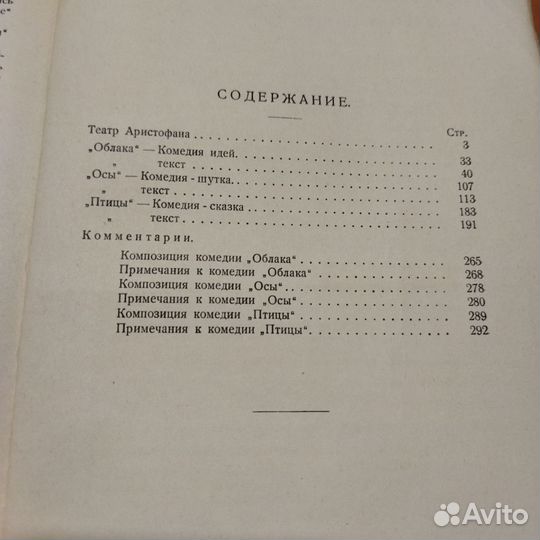 СОДЕРЖАНИЕ.
Стр.
Театр Аристофана . . . . . . . . . . . . . . . . . . . 3
„Облака“ — Комедия идей. . . . . . . . . . . . . . . . 33
„ текст . . . . . . . . . . . . . . . . . . . . 40
„Осы“ — Комедия - шутка. . . . . . . . . . . . . . . . 107
„ текст . . . . . . . . . . . . . . . . . . . . 113
„Птицы“ — Комедия - сказка . . . . . . . . . . . . . . 183
„ текст . . . . . . . . . . . . . . . . . . . . 191
Комментарии.
Композиция комедии „Облака“ . . . . . . . . . . . 265
Примечания к комедии „Облака“ . . . . . . . . . . 268
Композиция комедии „Осы“. . . . . . . . . . . . . 278
Примечания к комедии „Осы“. . . . . . . . . . . . 280
Композиция комедии „Птицы“ . . . . . . . . . . . 289
Примечания к комедии „Птицы“. . . . . . . . . . . 292
Avito